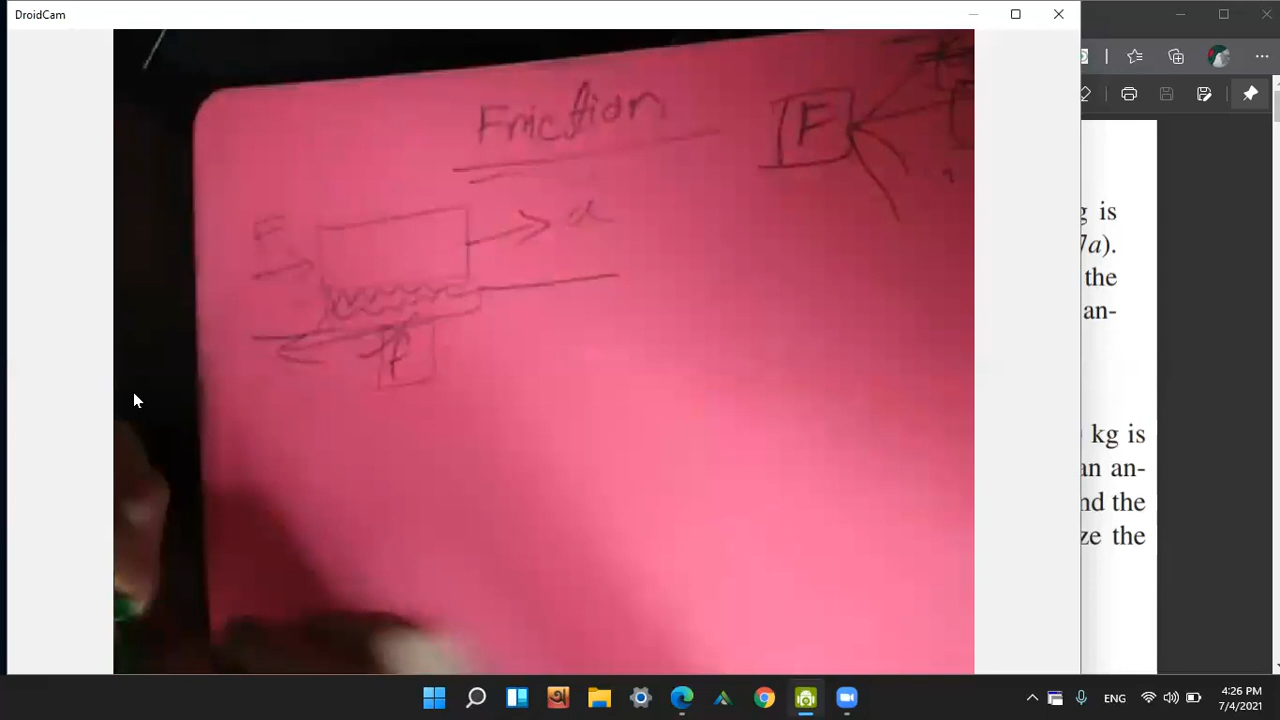 DroidCam
Friction
F
F
a
f
g is
7a).
the
an-
kg is
an an-
nd the
ze the
ENG
4:26 PM
7/4/2021